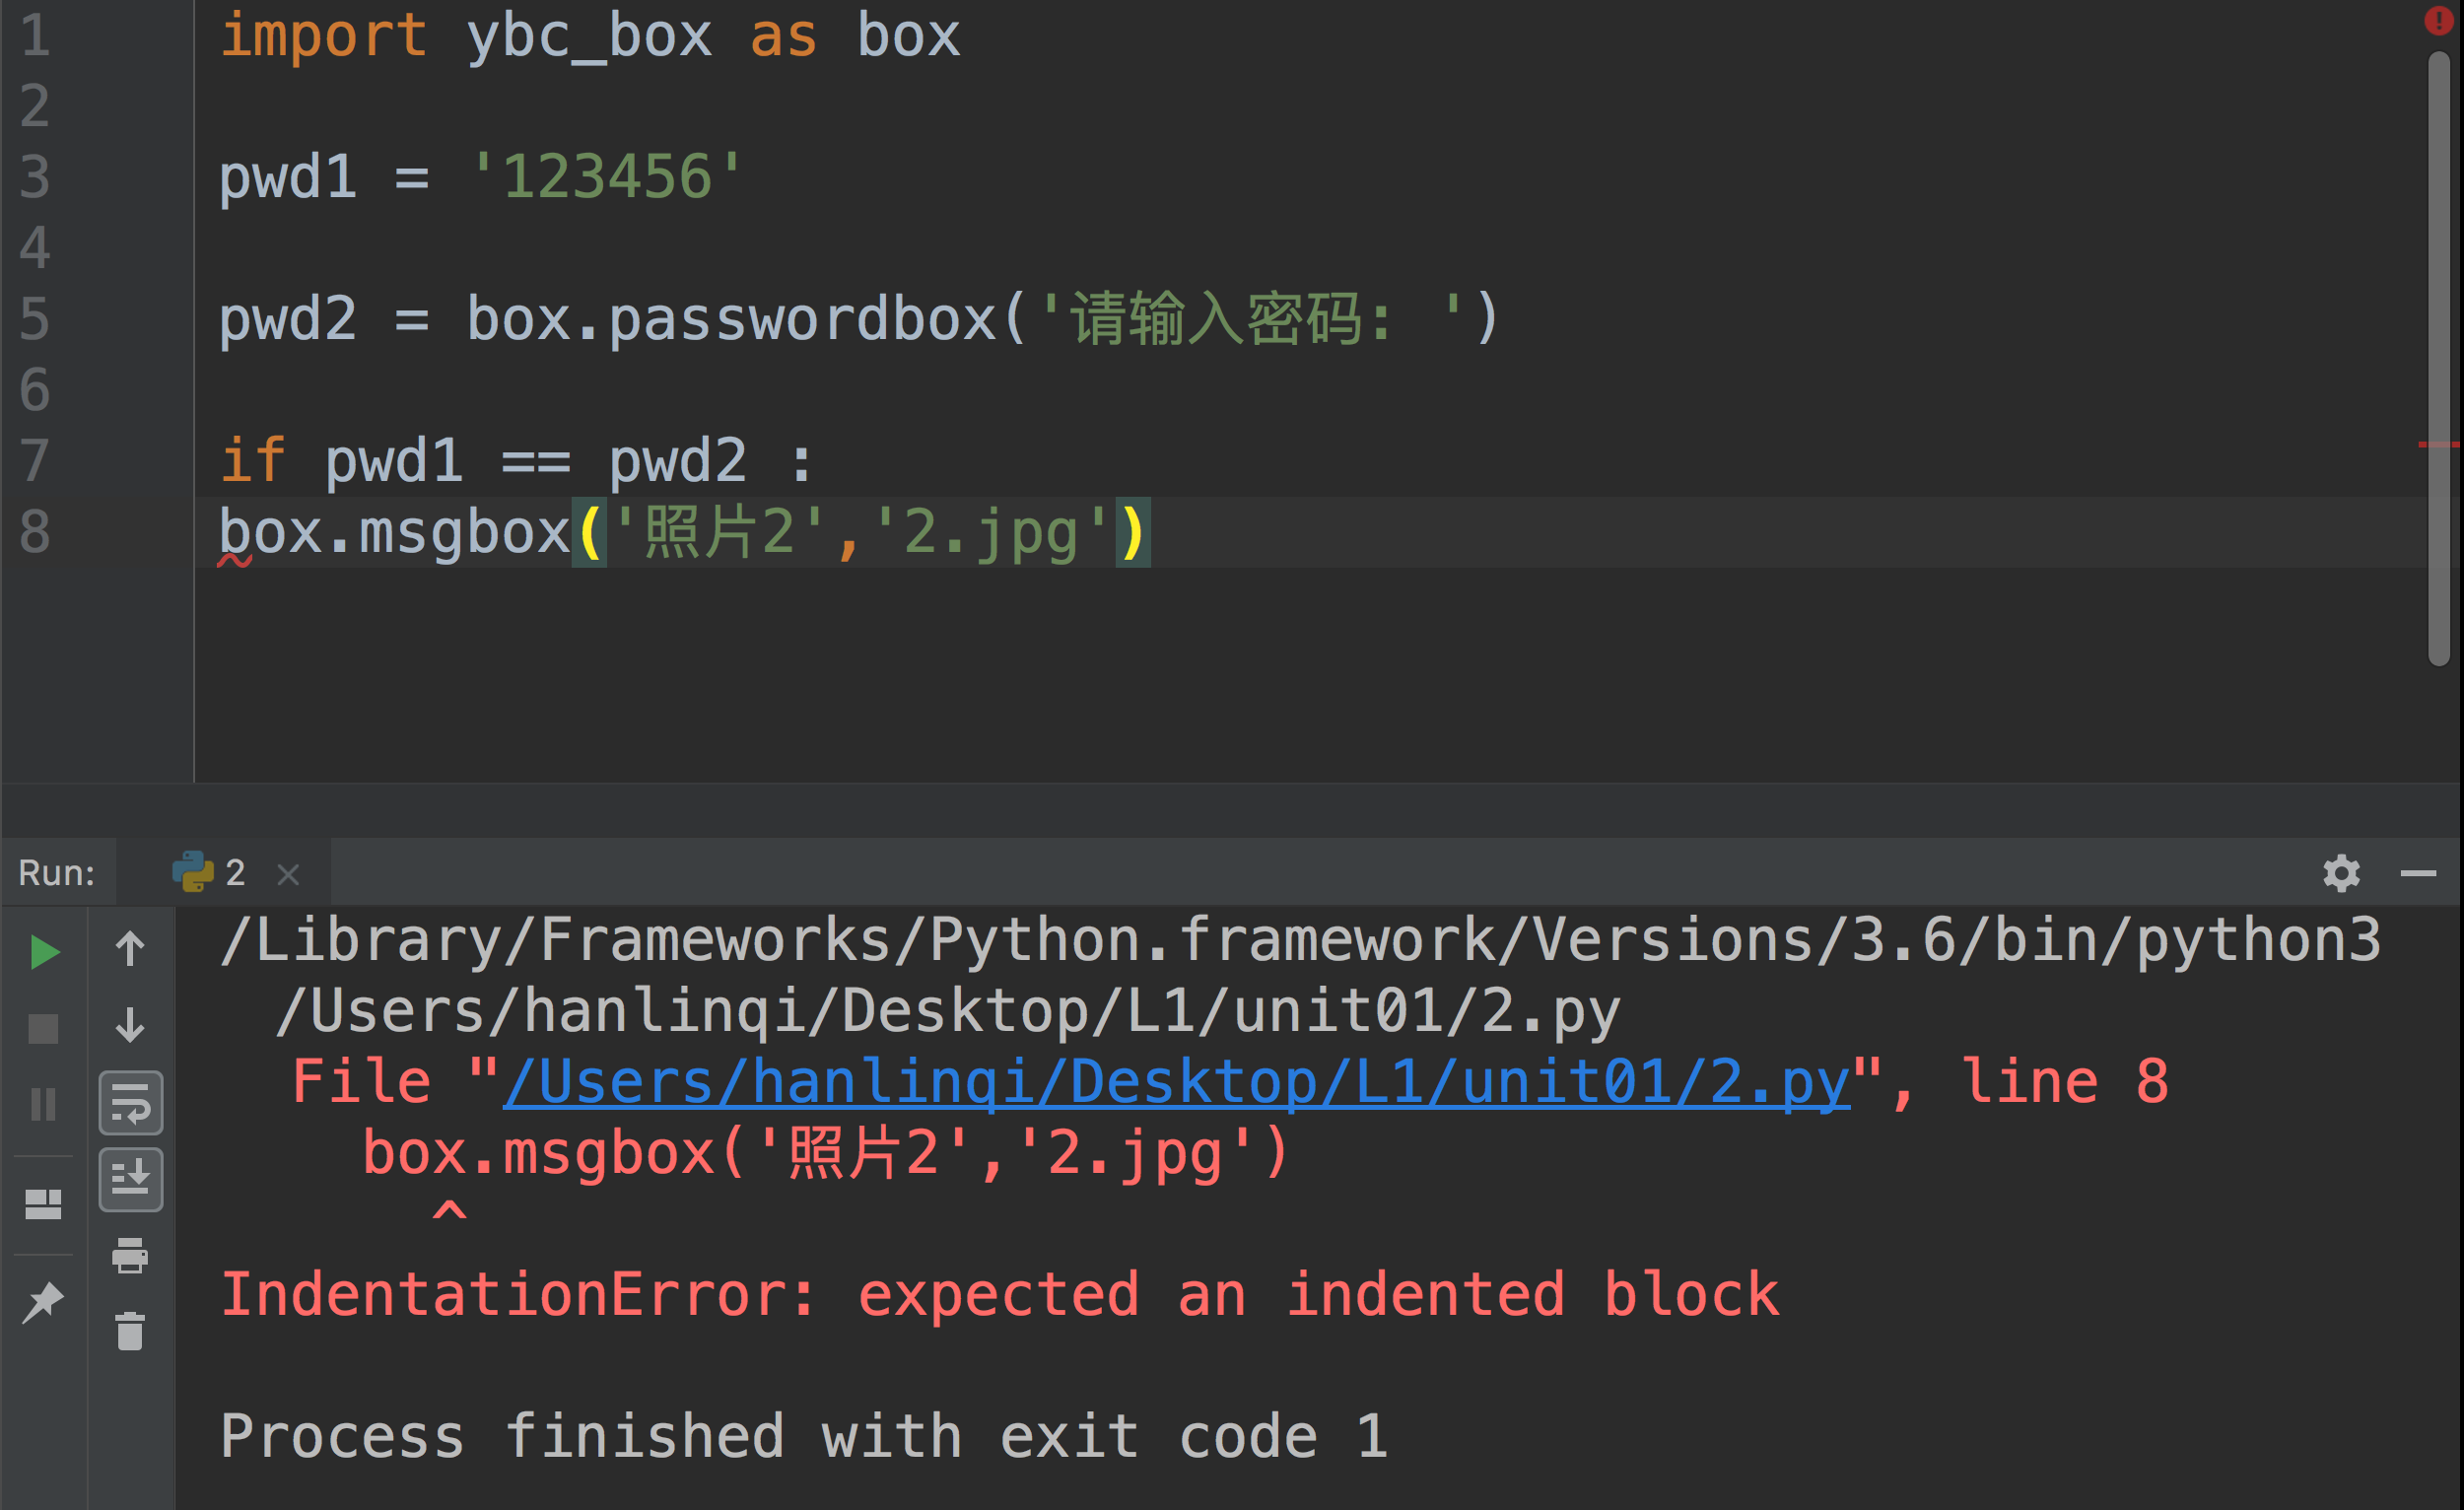 1 import ybc_box as box
2
3 pwd1 = '123456'
4
5 pwd2 = box.passwordbox('请输入密码: ')
6
7 if pwd1 == pwd2 :
8 box.msgbox('照片2','2.jpg')
Run: 2
/Library/Frameworks/Python.framework/Versions/3.6/bin/python3
/Users/hanlinqi/Desktop/L1/unit01/2.py
File "/Users/hanlinqi/Desktop/L1/unit01/2.py", line 8
box.msgbox('照片2','2.jpg')
^
IndentationError: expected an indented block
Process finished with exit code 1